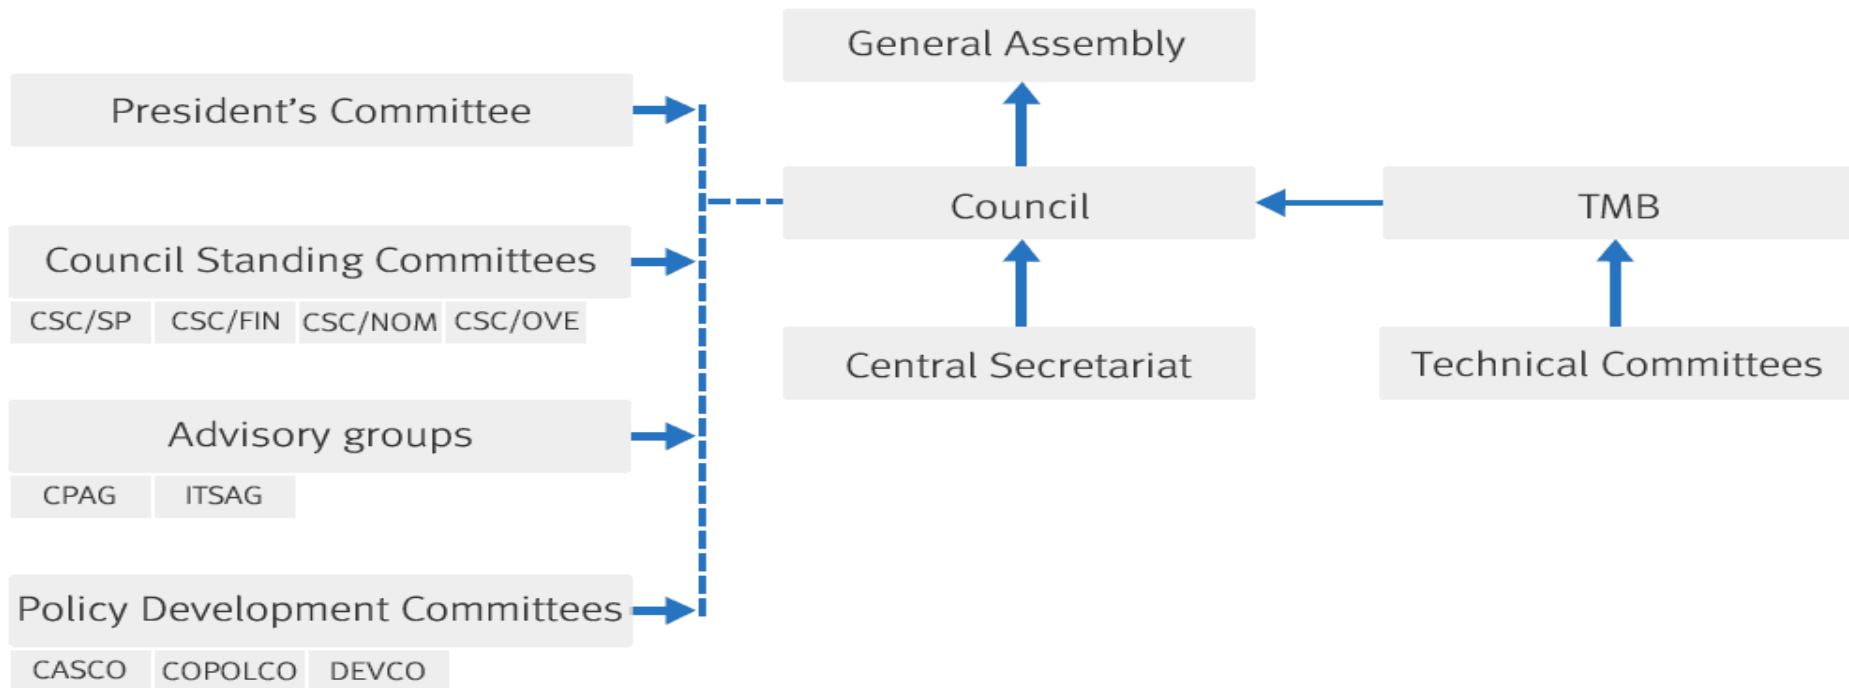 General Assembly
President's Committee
Council
TMB
Council Standing Committees
CSC/SP CSC/FIN CSC/NOM CSC/OVE
Central Secretariat
Technical Committees
Advisory groups
CPAG ITSAG
Policy Development Committees
CASCO COPOLCO DEVCO